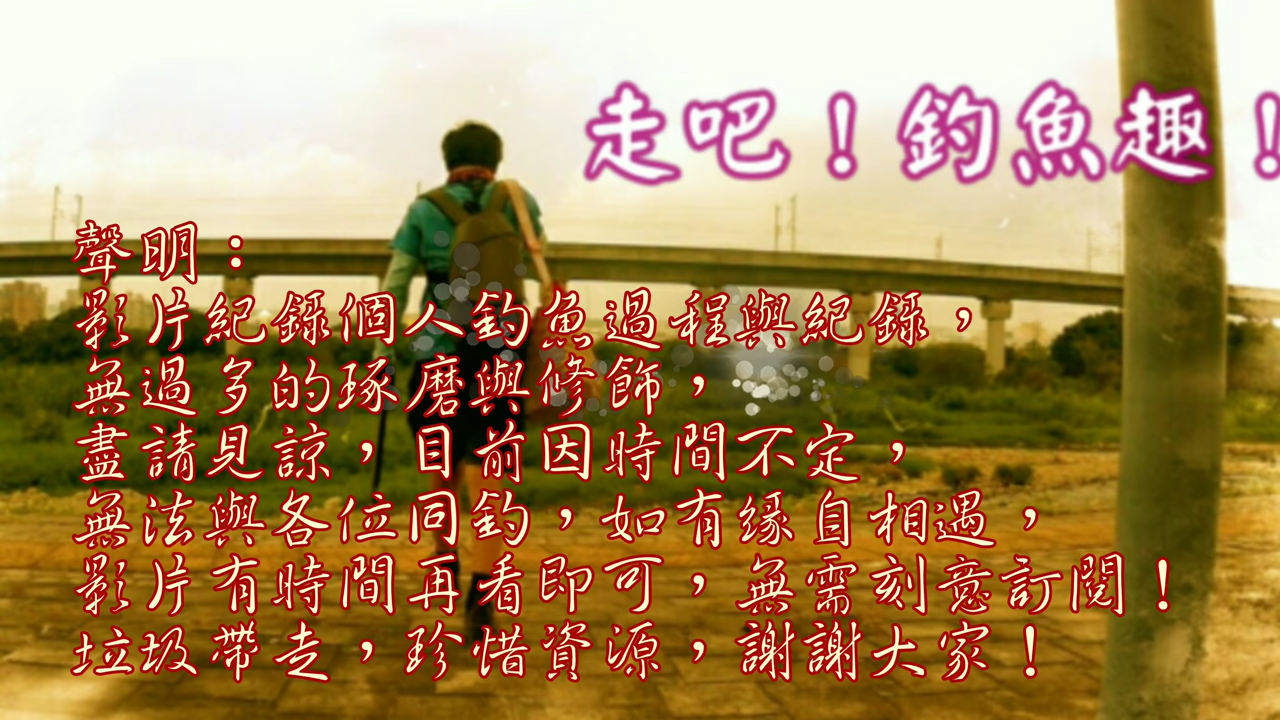 走吧！釣魚趣！
聲明：
影片紀錄個人釣魚過程與紀錄，
無過多的琢磨與修飾，
盡請見諒，目前因時間不定，
無法與各位同釣，如有緣自相遇，
影片有時間再看即可，無需刻意訂閱！
垃圾帶走，珍惜資源，謝謝大家！